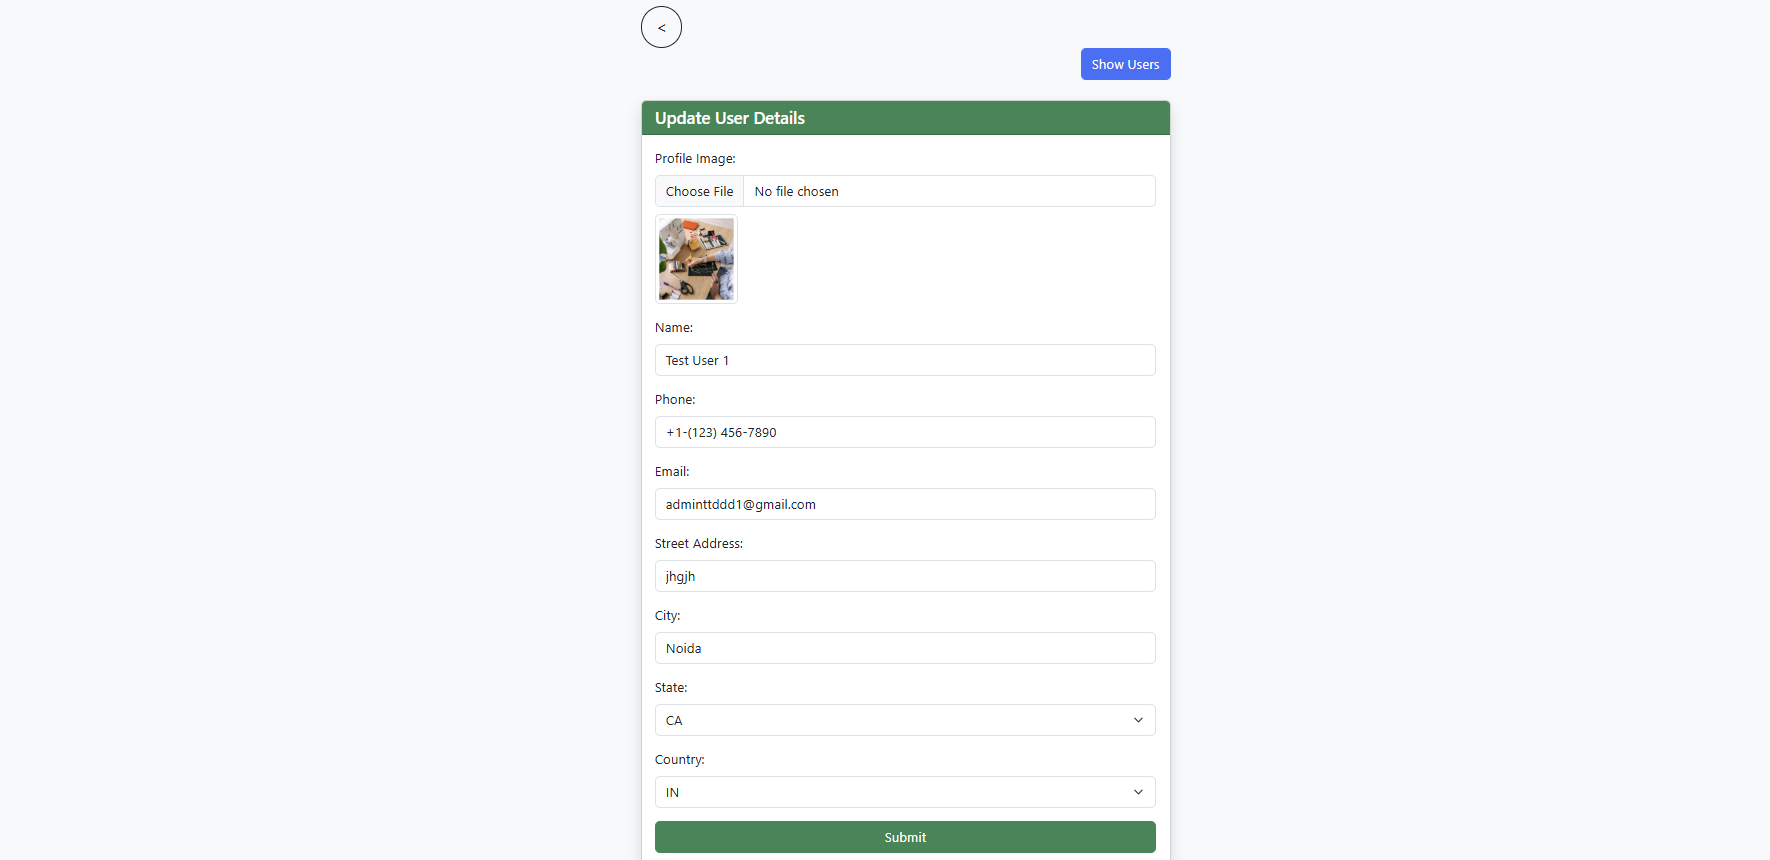 <
Show Users
Update User Details
Profile Image:
Choose File No file chosen
Name:
Test User 1
Phone:
+1-(123) 456-7890
Email:
adminttddd1@gmail.com
Street Address:
jhgjh
City:
Noida
State:
CA
Country:
IN
Submit